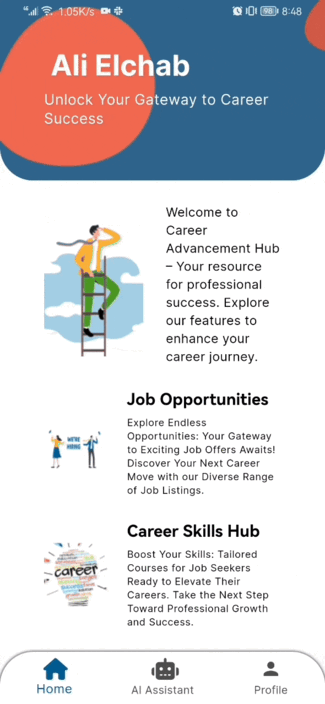 1.05K/s 98 8:48
Ali Elchab
Unlock Your Gateway to Career
Success
Welcome to
Career
Advancement Hub
– Your resource
for professional
success. Explore
our features to
enhance your
career journey.
Job Opportunities
Explore Endless
Opportunities: Your Gateway
to Exciting Job Offers Awaits!
Discover Your Next Career
Move with our Diverse Range
of Job Listings.
WE'RE
HIRING
Career Skills Hub
Boost Your Skills: Tailored
Courses for Job Seekers
Ready to Elevate Their
Careers. Take the Next Step
Toward Professional Growth
and Success.
career
Home AI Assistant Profile